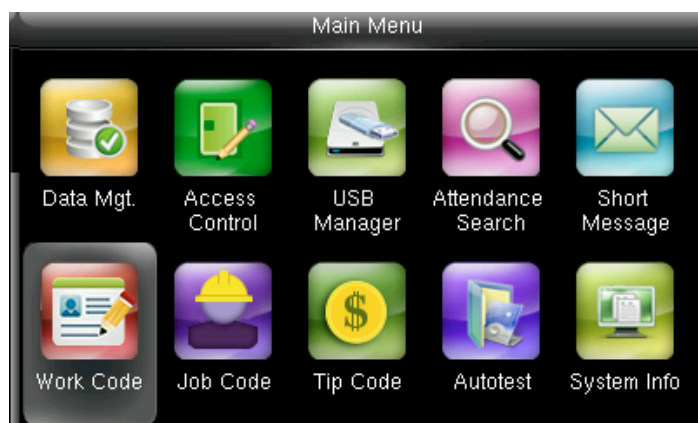 Main Menu
Data Mgt.
Access
Control
USB
Manager
Attendance
Search
Short
Message
Work Code
Job Code
Tip Code
Autotest
System Info